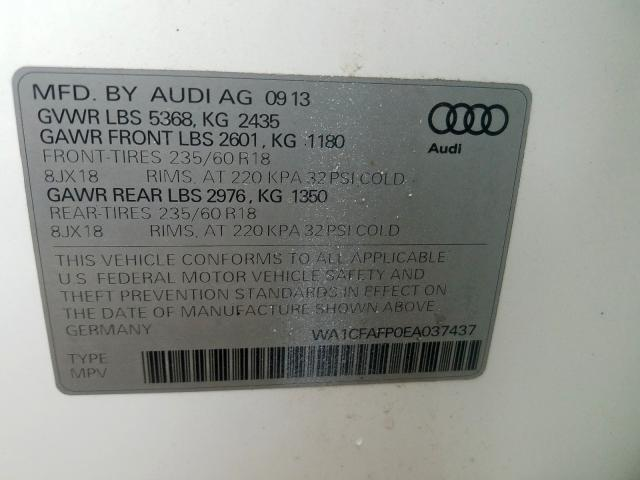 MFD. BY AUDI AG 09 13
GVWR LBS 5368, KG 2435
GAWR FRONT LBS 2601, KG 1180
FRONT-TIRES 235/60 R18
8JX18 RIMS, AT 220 KPA 32 PSI COLD
GAWR REAR LBS 2976, KG 1350
REAR-TIRES 235/60 R18
8JX18 RIMS, AT 220 KPA 32 PSI COLD
Audi
THIS VEHICLE CONFORMS TO ALL APPLICABLE
U.S. FEDERAL MOTOR VEHICLE SAFETY AND
THEFT PREVENTION STANDARDS IN EFFECT ON
THE DATE OF MANUFACTURE SHOWN ABOVE.
GERMANY WA1CFAFP0EA037437
TYPE
MPV